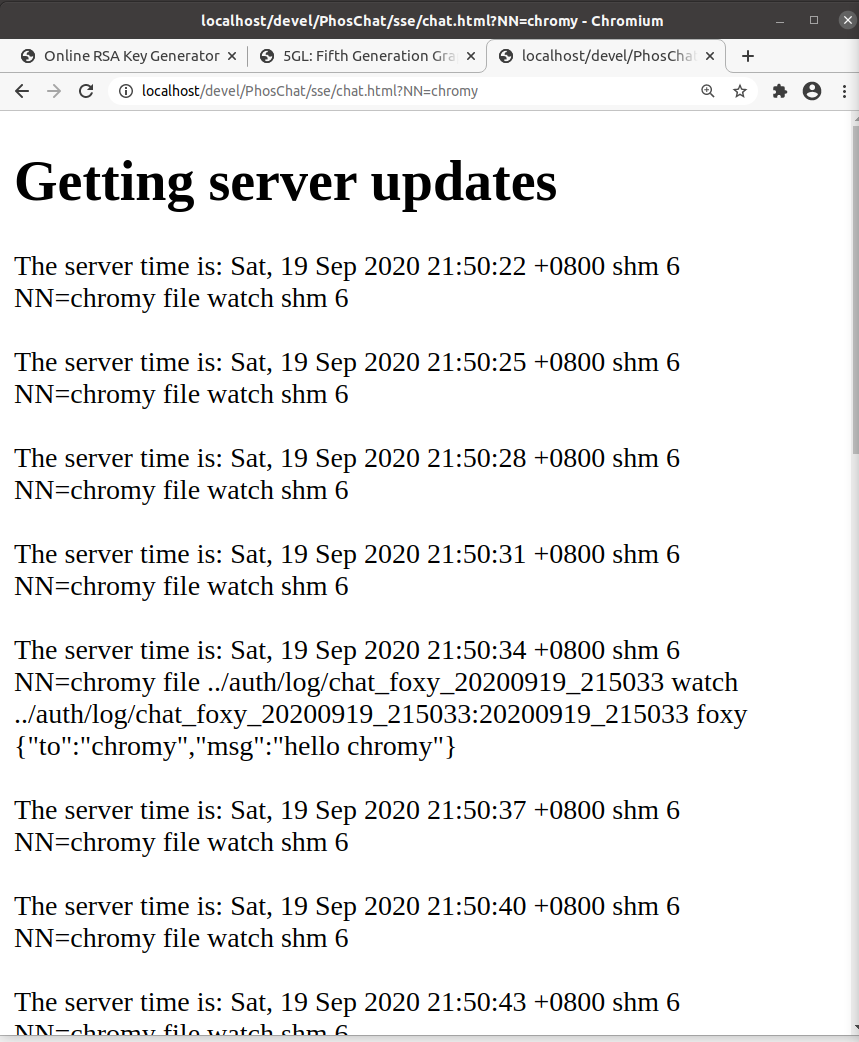 localhost/devel/PhosChat/sse/chat.html?NN=chromy - Chromium
Online RSA Key Generator
5GL: Fifth Generation Gra
localhost/devel/PhosChat
localhost/devel/PhosChat/sse/chat.html?NN=chromy
Getting server updates
The server time is: Sat, 19 Sep 2020 21:50:22 +0800 shm 6
NN=chromy file watch shm 6
The server time is: Sat, 19 Sep 2020 21:50:25 +0800 shm 6
NN=chromy file watch shm 6
The server time is: Sat, 19 Sep 2020 21:50:28 +0800 shm 6
NN=chromy file watch shm 6
The server time is: Sat, 19 Sep 2020 21:50:31 +0800 shm 6
NN=chromy file watch shm 6
The server time is: Sat, 19 Sep 2020 21:50:34 +0800 shm 6
NN=chromy file ../auth/log/chat_foxy_20200919_215033 watch
../auth/log/chat_foxy_20200919_215033:20200919_215033 foxy
{"to":"chromy","msg":"hello chromy"}
The server time is: Sat, 19 Sep 2020 21:50:37 +0800 shm 6
NN=chromy file watch shm 6
The server time is: Sat, 19 Sep 2020 21:50:40 +0800 shm 6
NN=chromy file watch shm 6
The server time is: Sat, 19 Sep 2020 21:50:43 +0800 shm 6
NN=chromy file watch shm 6